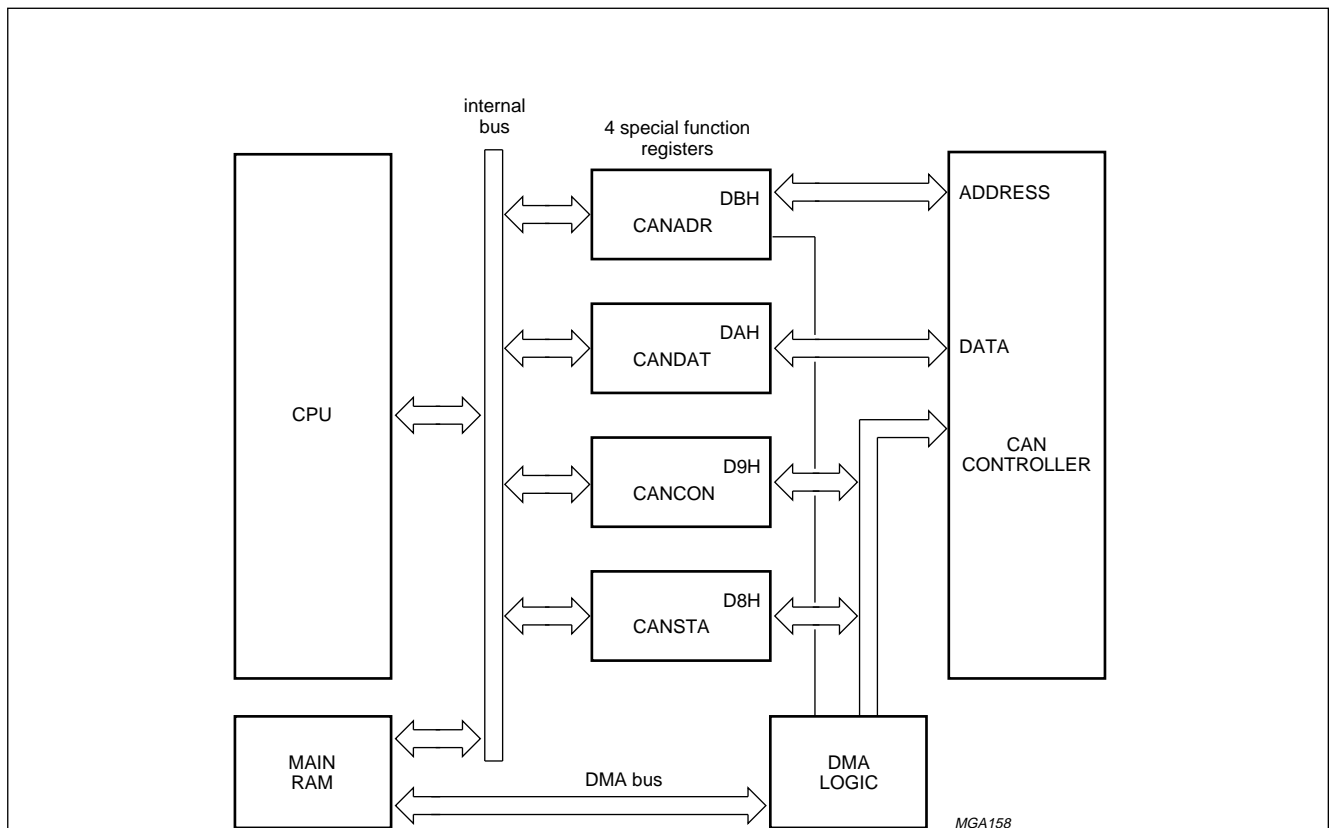 internal
bus
4 special function
registers
DBH
CANADR
ADDRESS
DAH
CANDAT
DATA
CPU
D9H
CANCON
CAN
CONTROLLER
D8H
CANSTA
MAIN
RAM
DMA bus
DMA
LOGIC
MGA158